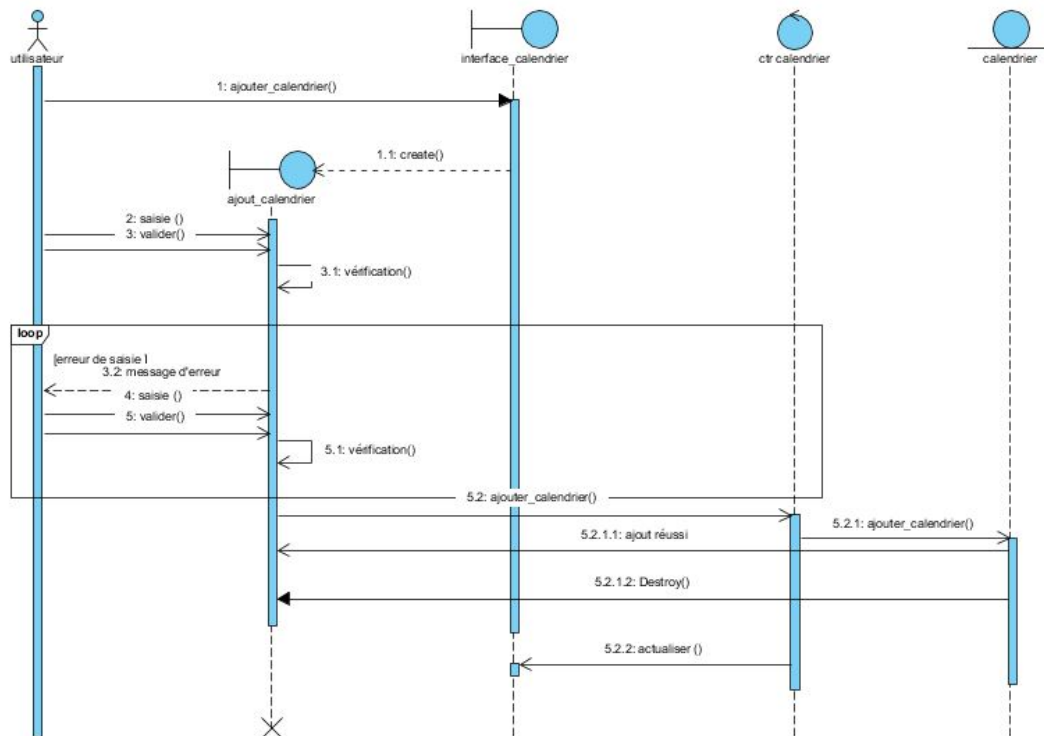 utilisateur
interface_calendrier
ctr calendrier
calendrier
1: ajouter_calendrier()
1.1: create()
ajout_calendrier
2: saisie ()
3: valider()
3.1: vérification()
loop
[erreur de saisie ]
3.2: message d'erreur
4: saisie ()
5: valider()
5.1: vérification()
5.2: ajouter_calendrier()
5.2.1: ajouter_calendrier()
5.2.1.1: ajout réussi
5.2.1.2: Destroy()
5.2.2: actualiser ()